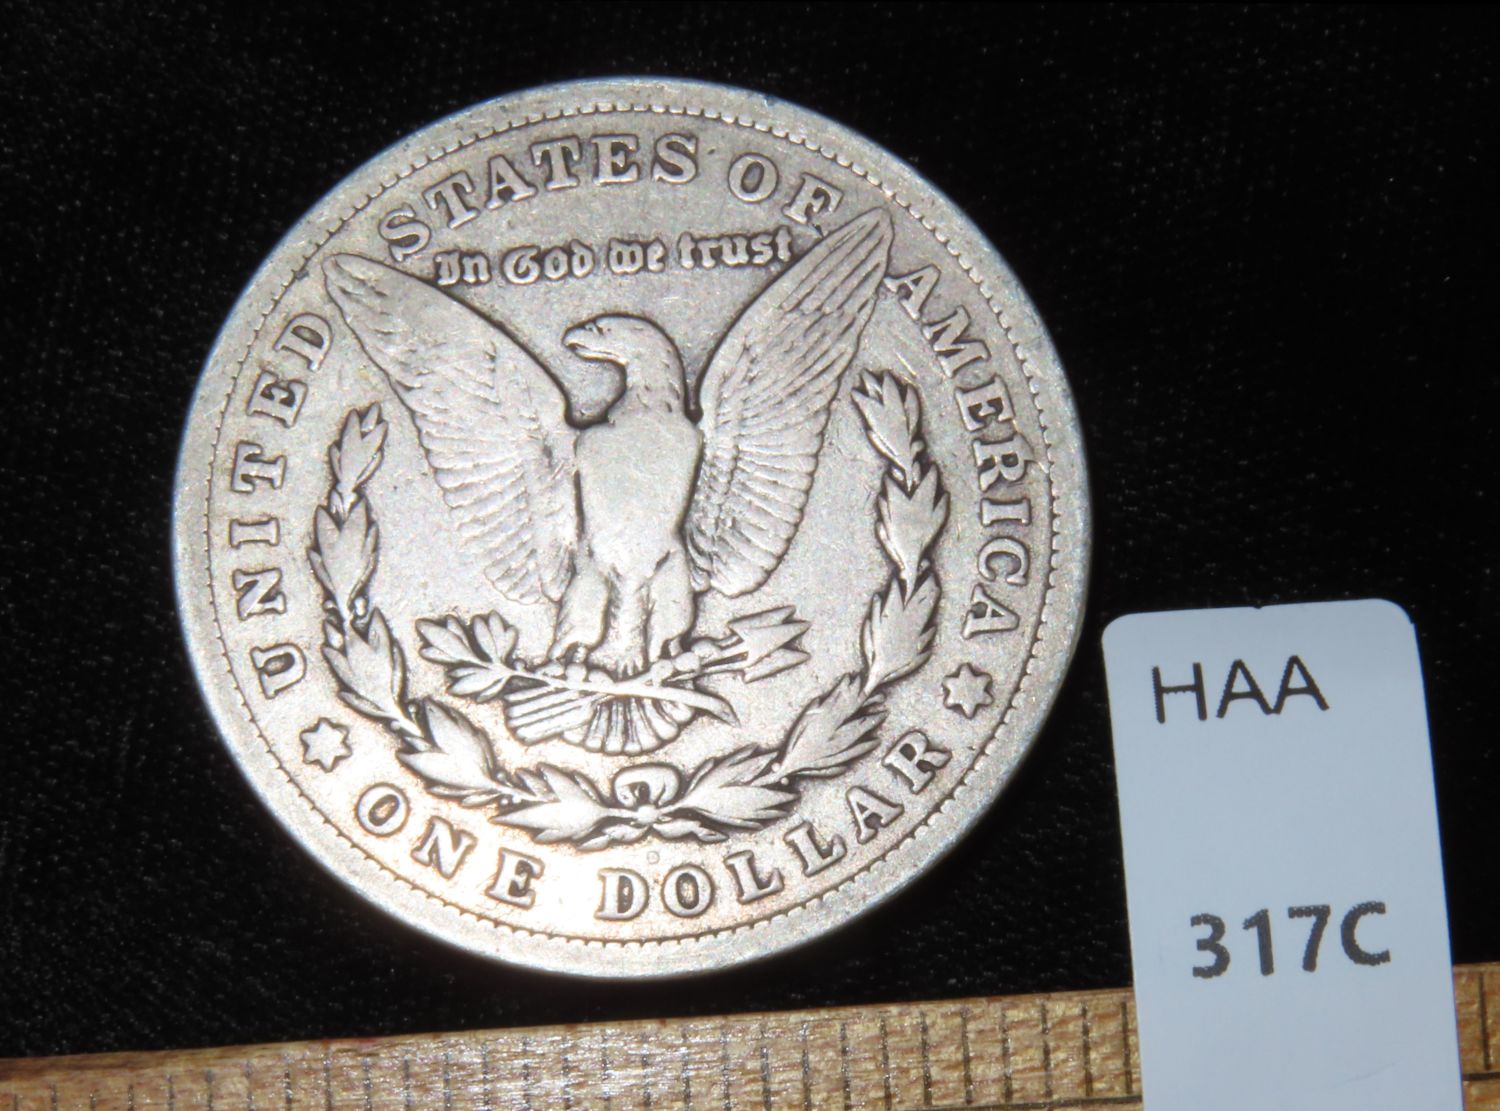 UNITED STATES OF AMERICA
In God we trust
ONE DOLLAR
HAA
317C